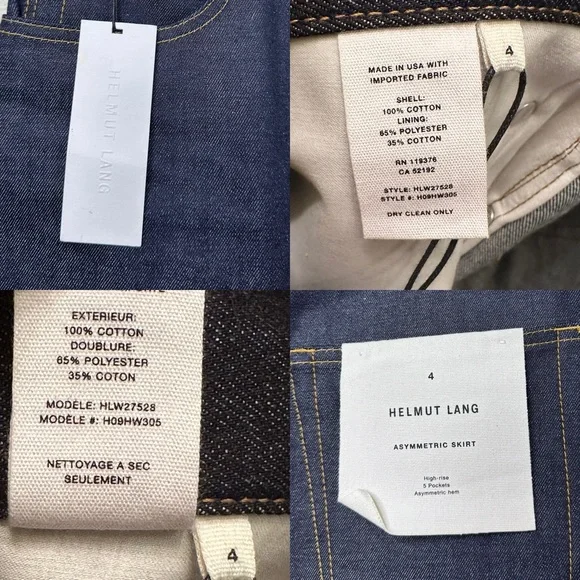 HELMUT LANG
4
MADE IN USA WITH
IMPORTED FABRIC
SHELL:
100% COTTON
LINING:
65% POLYESTER
35% COTTON
RN 119376
CA 52192
STYLE: HLW27528
STYLE #: H09HW305
DRY CLEAN ONLY
EXTERIEUR:
100% COTTON
DOUBLURE:
65% POLYESTER
35% COTON
MODÈLE: HLW27528
MODÈLE #: H09HW305
NETTOYAGE A SEC
SEULEMENT
4
4
HELMUT LANG
ASYMMETRIC SKIRT
High-rise
5 Pockets
Asymmetric hem